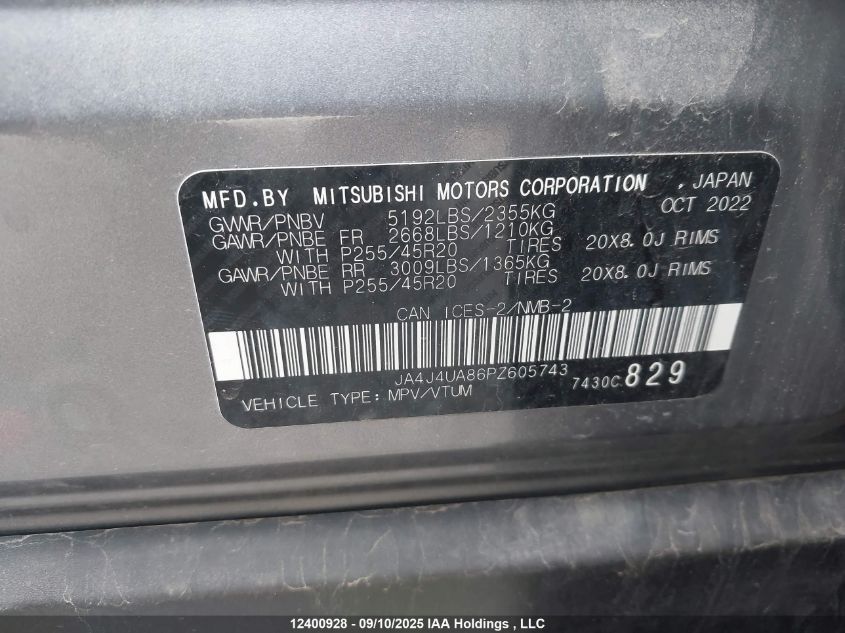 MFD.BY MITSUBISHI MOTORS CORPORATION , JAPAN
GVWR/PNBV 5192LBS/2355KG OCT 2022
GAWR/PNBE FR 2668LBS/1210KG
WITH P255/45R20 TIRES 20X8.0J RIMS
GAWR/PNBE RR 3009LBS/1365KG
WITH P255/45R20 TIRES 20X8.0J RIMS
CAN ICES-2/NMB-2
JA4J4UA86PZ605743 7430C 829
VEHICLE TYPE: MPV/VTUM
12400928 - 09/10/2025 IAA Holdings , LLC